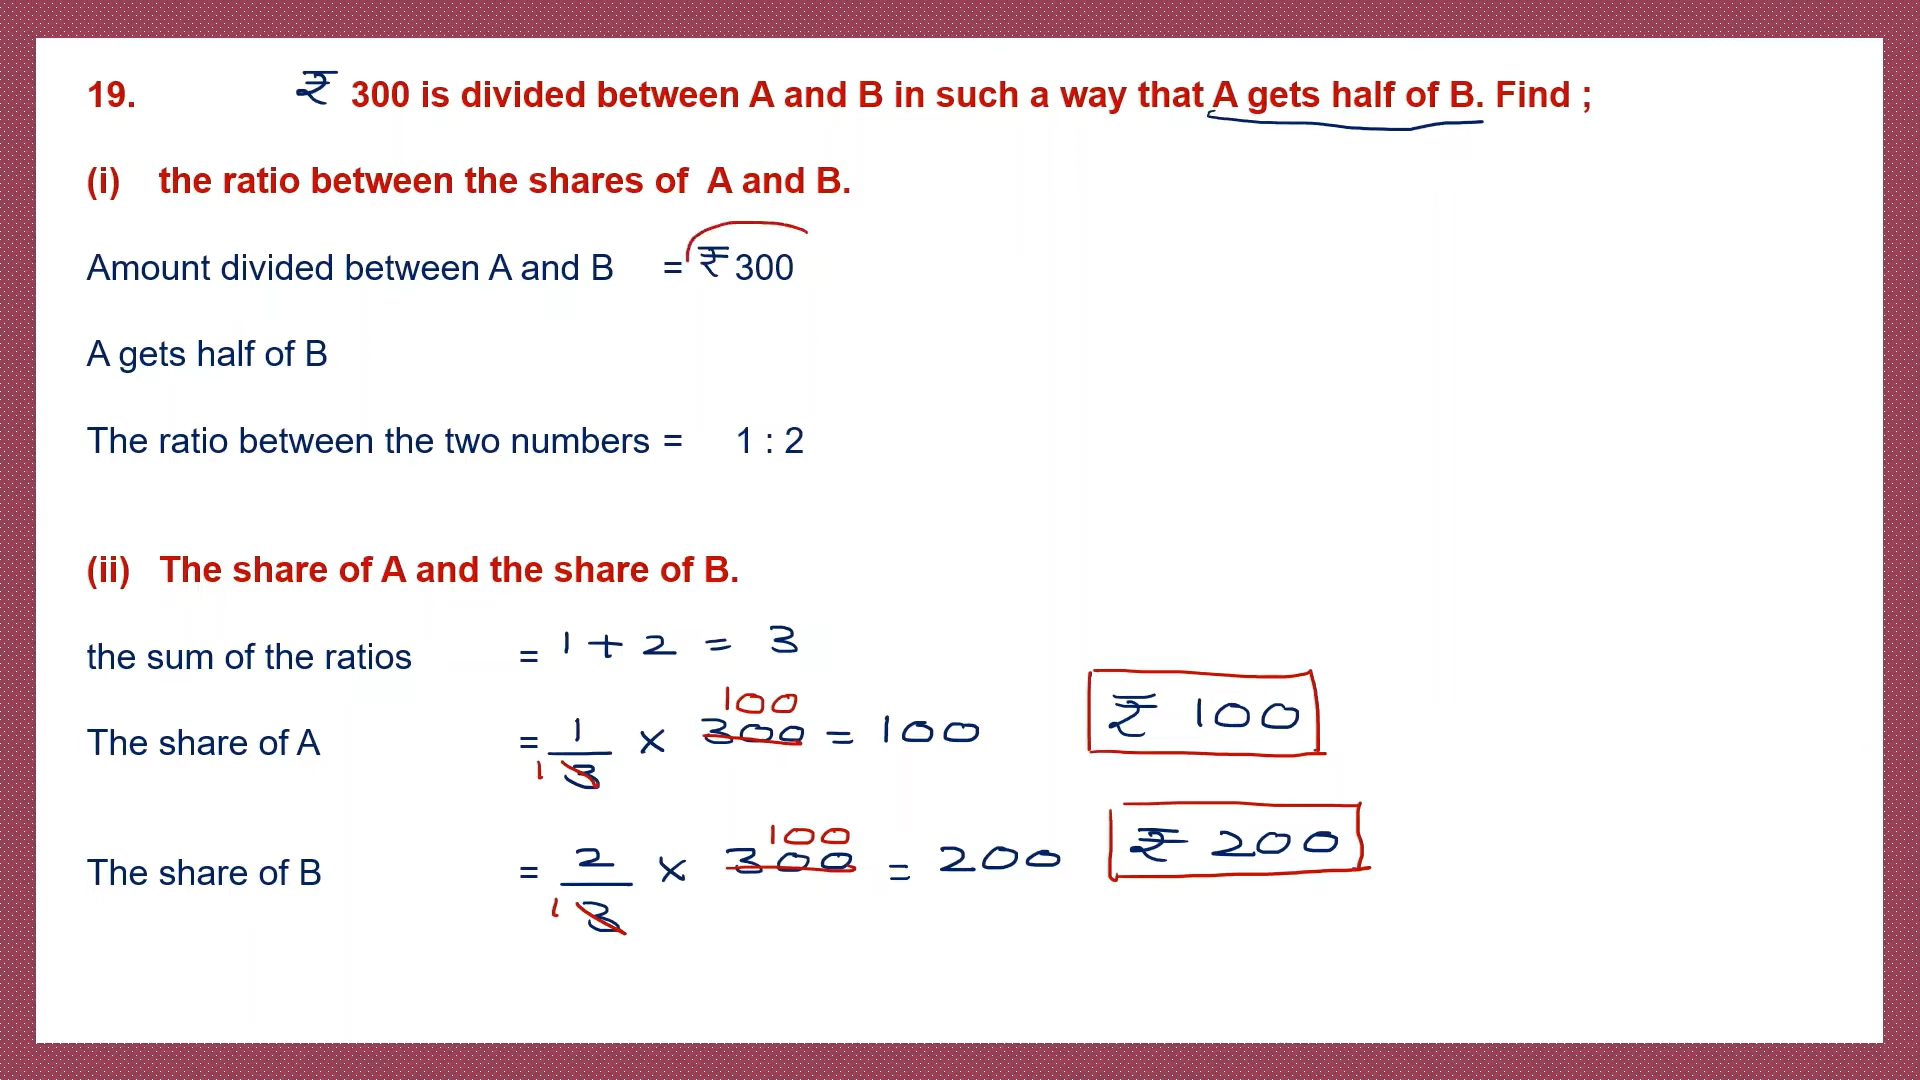 19. ₹ 300 is divided between A and B in such a way that A gets half of B. Find ;
(i) the ratio between the shares of A and B.
Amount divided between A and B = ₹ 300
A gets half of B
The ratio between the two numbers = 1 : 2
(ii) The share of A and the share of B.
the sum of the ratios = 1 + 2 = 3
100
The share of A = 1 × 300 = 100 ₹ 100
1 3
100
The share of B = 2 × 300 = 200 ₹ 200
1 3